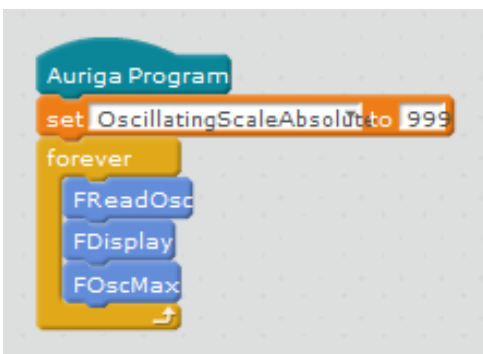 Auriga Program
set OscillatingScaleAbsolute to 999
forever
FReadOsc
FDisplay
FOscMax